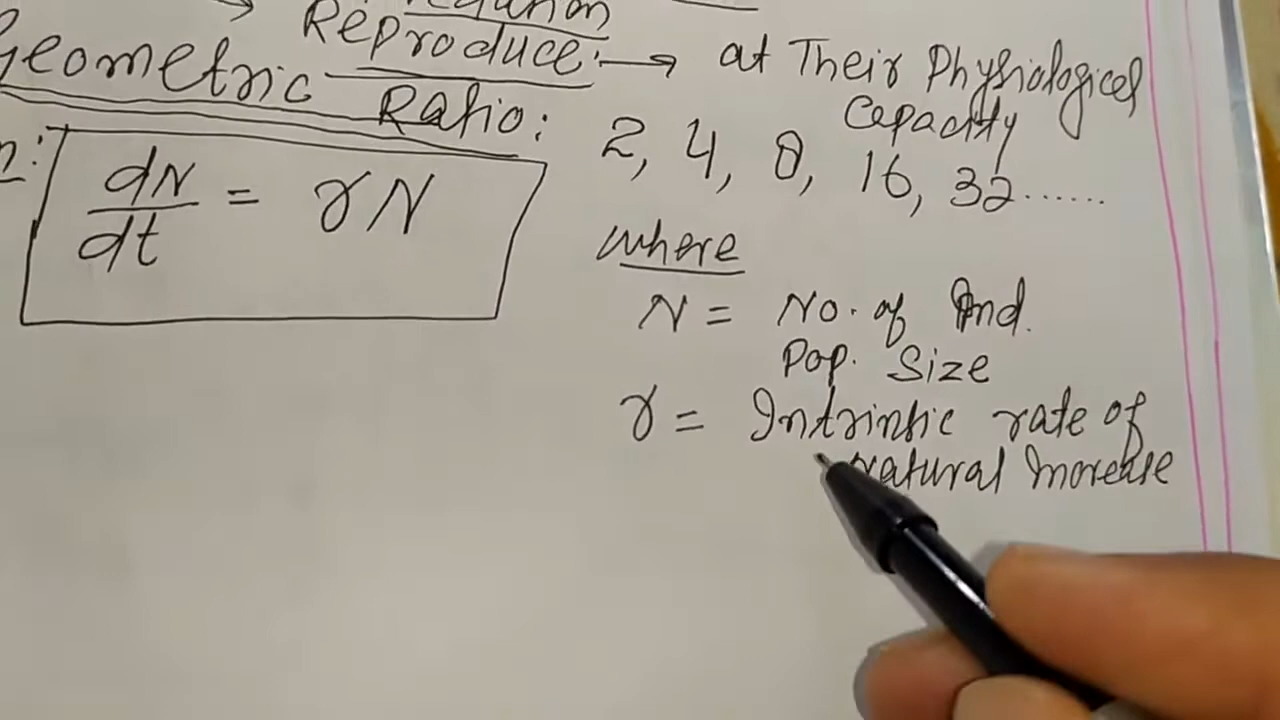 Reproduce: → at Their Physiological
Capacity
Geometric Ratio: 2, 4, 8, 16, 32......
dN/dt = rN
where
N = No. of Ind.
Pop. Size
r = Intrinsic rate of
natural Increase